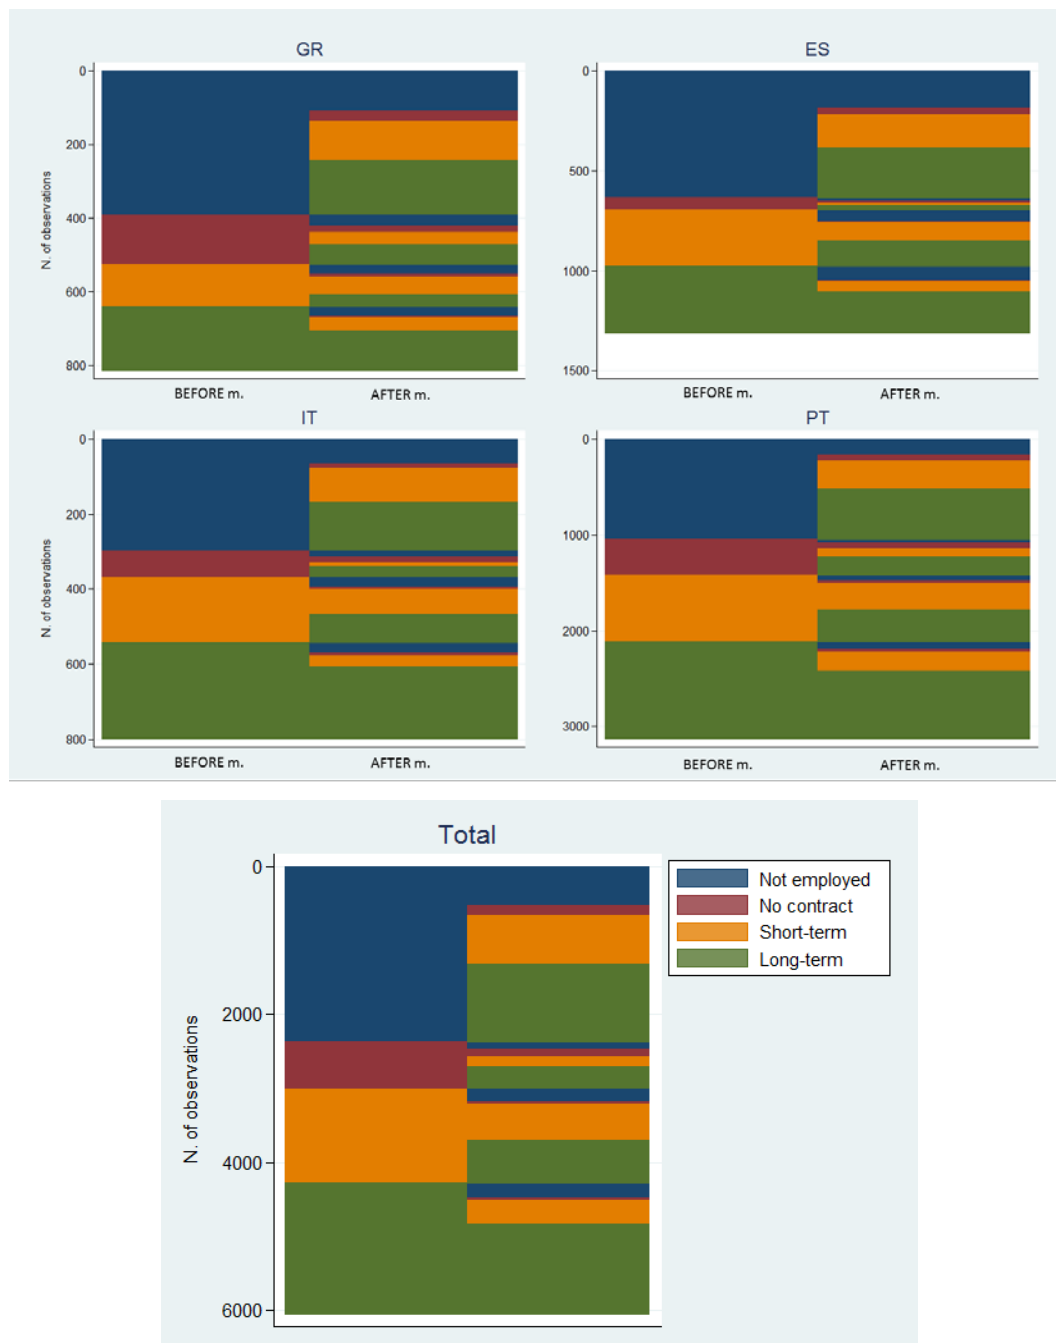 GR
ES
0
200
400
600
800
N. of observations
BEFORE m.
AFTER m.
0
500
1000
1500
BEFORE m.
AFTER m.
IT
PT
0
200
400
600
800
N. of observations
BEFORE m.
AFTER m.
0
1000
2000
3000
BEFORE m.
AFTER m.
Total
0
2000
4000
6000
N. of observations
Not employed
No contract
Short-term
Long-term